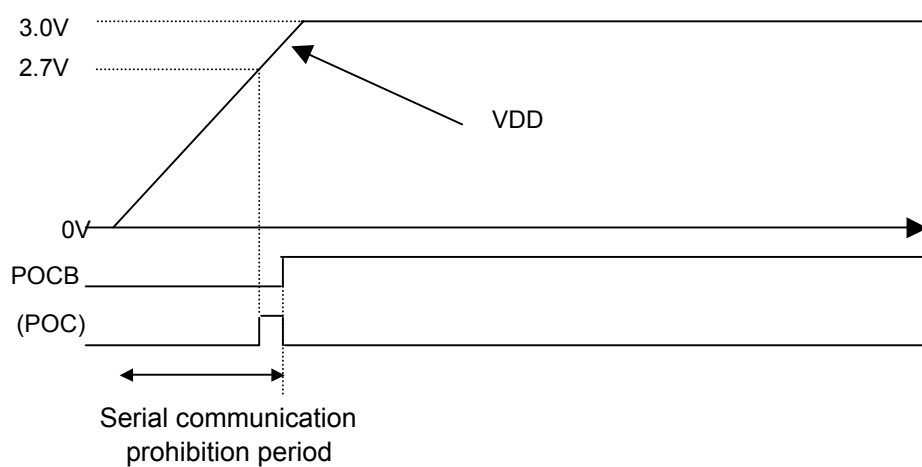 3.0V
2.7V
VDD
0V
POCB
(POC)
Serial communication
prohibition period